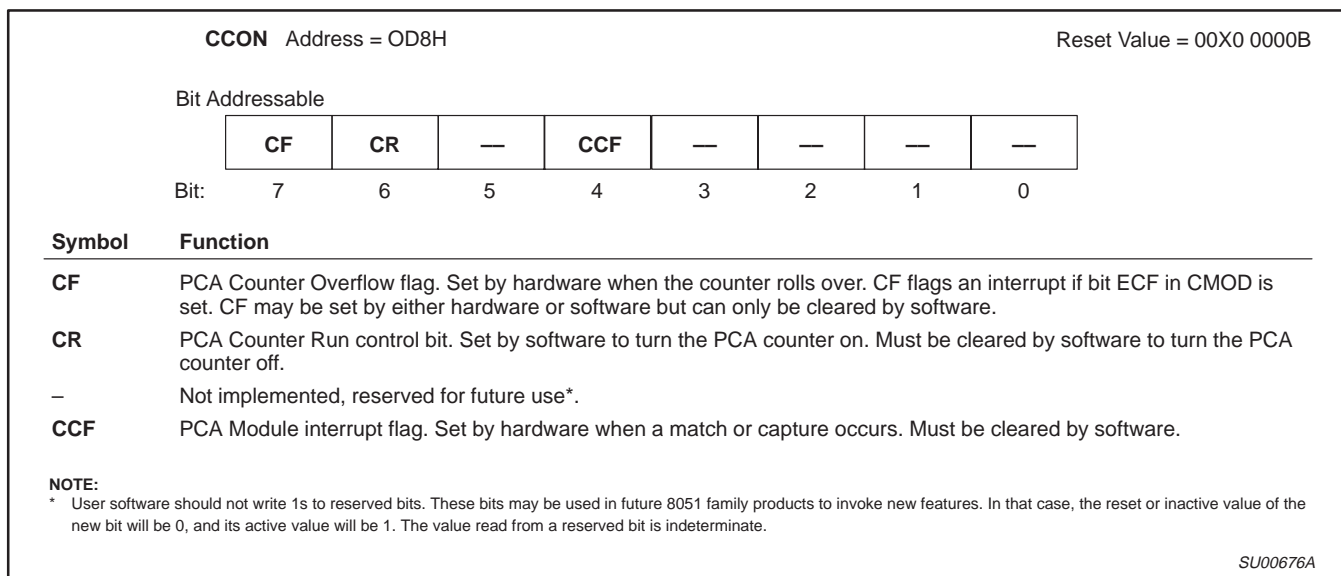 CCON Address = OD8H Reset Value = 00X0 0000B
Bit Addressable
CF CR — CCF — — — —
Bit: 7 6 5 4 3 2 1 0
Symbol Function
CF PCA Counter Overflow flag. Set by hardware when the counter rolls over. CF flags an interrupt if bit ECF in CMOD is
set. CF may be set by either hardware or software but can only be cleared by software.
CR PCA Counter Run control bit. Set by software to turn the PCA counter on. Must be cleared by software to turn the PCA
counter off.
– Not implemented, reserved for future use*.
CCF PCA Module interrupt flag. Set by hardware when a match or capture occurs. Must be cleared by software.
NOTE:
* User software should not write 1s to reserved bits. These bits may be used in future 8051 family products to invoke new features. In that case, the reset or inactive value of the
new bit will be 0, and its active value will be 1. The value read from a reserved bit is indeterminate.
SU00676A